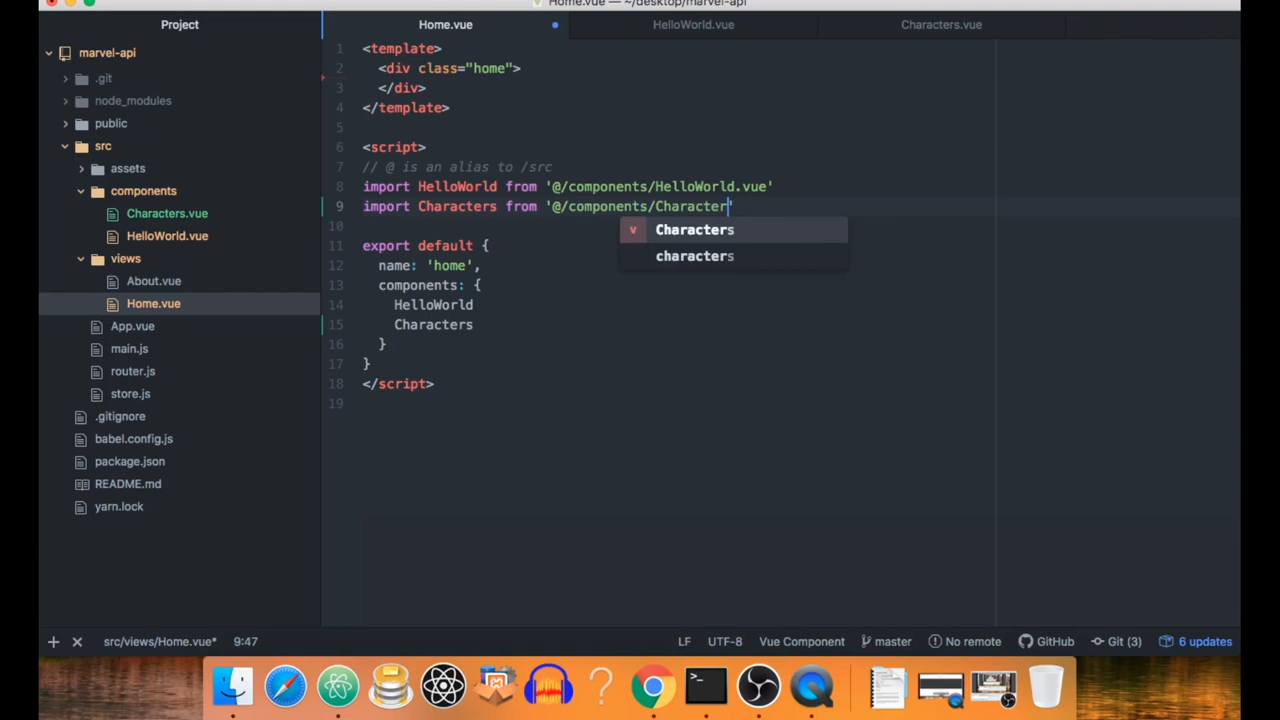 Home.vue — ~/desktop/marvel-api
Project
marvel-api
.git
node_modules
public
src
assets
components
Characters.vue
HelloWorld.vue
views
About.vue
Home.vue
App.vue
main.js
router.js
store.js
.gitignore
babel.config.js
package.json
README.md
yarn.lock
Home.vue
HelloWorld.vue
Characters.vue
1 <template>
2 <div class="home">
3 </div>
4 </template>
5
6 <script>
7 // @ is an alias to /src
8 import HelloWorld from '@/components/HelloWorld.vue'
9 import Characters from '@/components/Character'
v Characters
characters
10
11 export default {
12 name: 'home',
13 components: {
14 HelloWorld
15 Characters
16 }
17 }
18 </script>
19
src/views/Home.vue* 9:47 LF UTF-8 Vue Component master No remote GitHub Git (3) 6 updates
>_